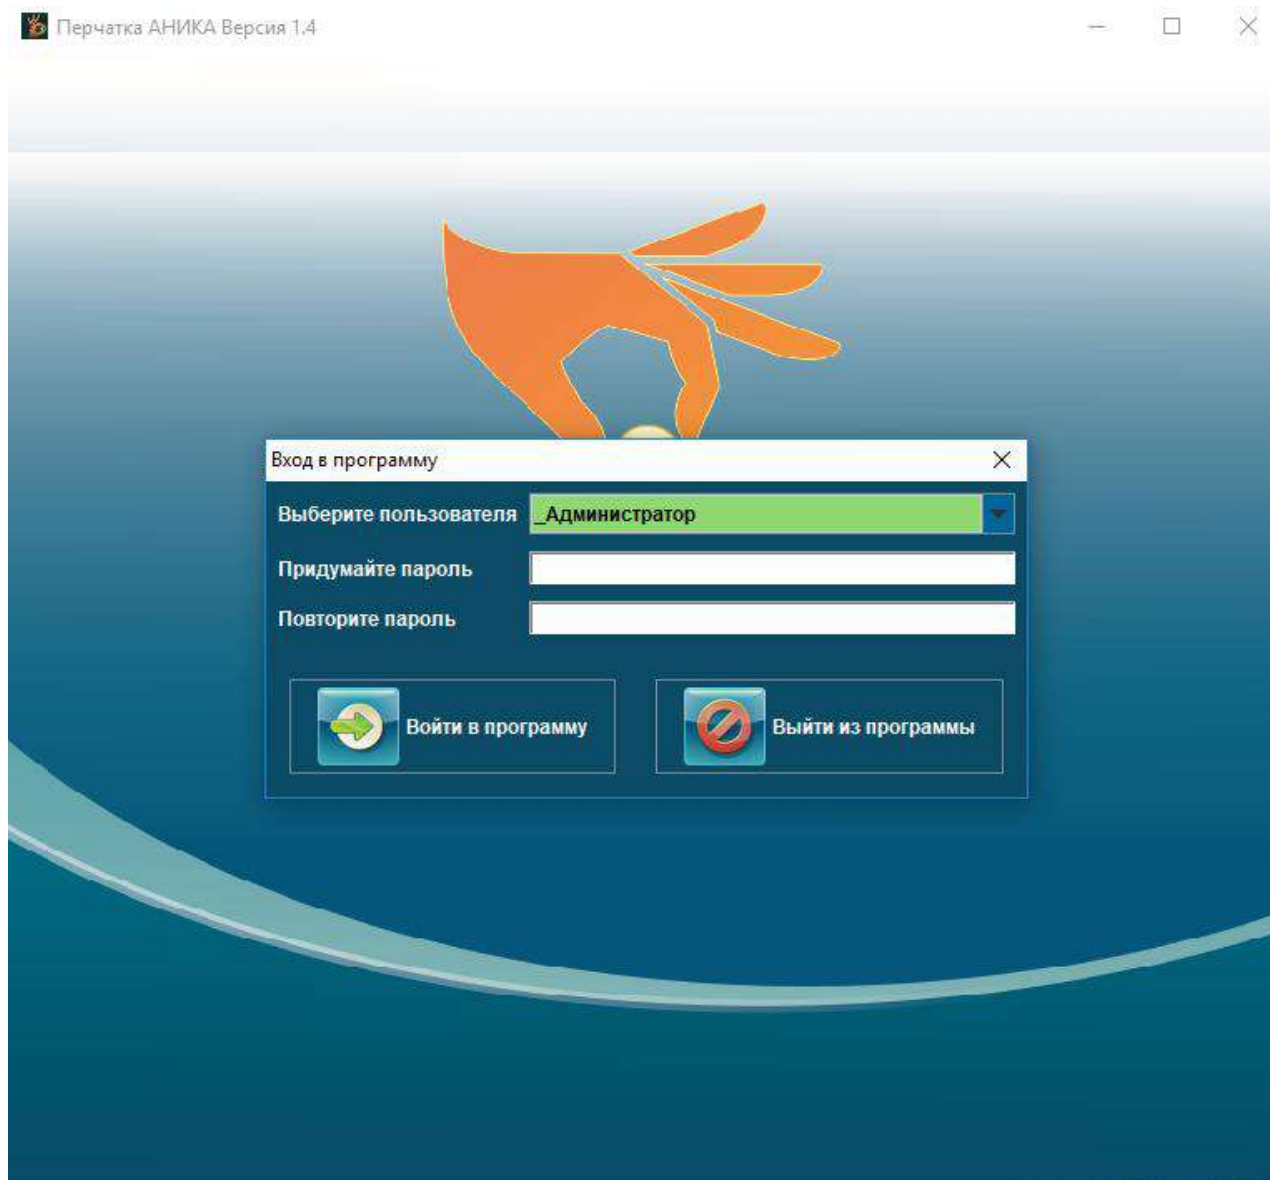 Перчатка АНИКА Версия 1.4
Вход в программу
Выберите пользователя _Администратор
Придумайте пароль
Повторите пароль
Войти в программу Выйти из программы